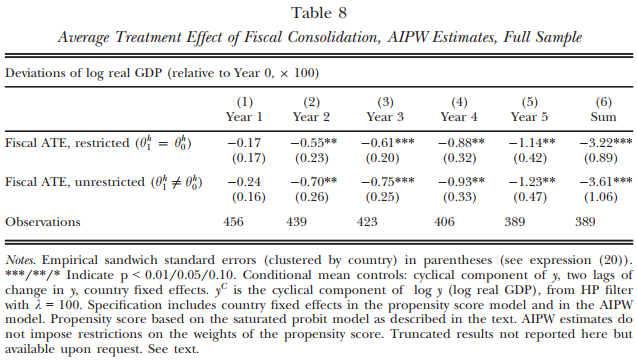 Table 8
Average Treatment Effect of Fiscal Consolidation, AIPW Estimates, Full Sample
Deviations of log real GDP (relative to Year 0, × 100)
(1) (2) (3) (4) (5) (6)
Year 1 Year 2 Year 3 Year 4 Year 5 Sum
Fiscal ATE, restricted (θ₁ʰ = θ₀ʰ) −0.17 −0.55** −0.61*** −0.88** −1.14** −3.22***
(0.17) (0.23) (0.20) (0.32) (0.42) (0.89)
Fiscal ATE, unrestricted (θ₁ʰ ≠ θ₀ʰ) −0.24 −0.70** −0.75*** −0.93** −1.23** −3.61***
(0.16) (0.26) (0.25) (0.33) (0.47) (1.06)
Observations 456 439 423 406 389 389
Notes. Empirical sandwich standard errors (clustered by country) in parentheses (see expression (20)).
***/**/* Indicate p < 0.01/0.05/0.10. Conditional mean controls: cyclical component of y, two lags of
change in y, country fixed effects. yᶜ is the cyclical component of log y (log real GDP), from HP filter
with λ = 100. Specification includes country fixed effects in the propensity score model and in the AIPW
model. Propensity score based on the saturated probit model as described in the text. AIPW estimates do
not impose restrictions on the weights of the propensity score. Truncated results not reported here but
available upon request. See text.